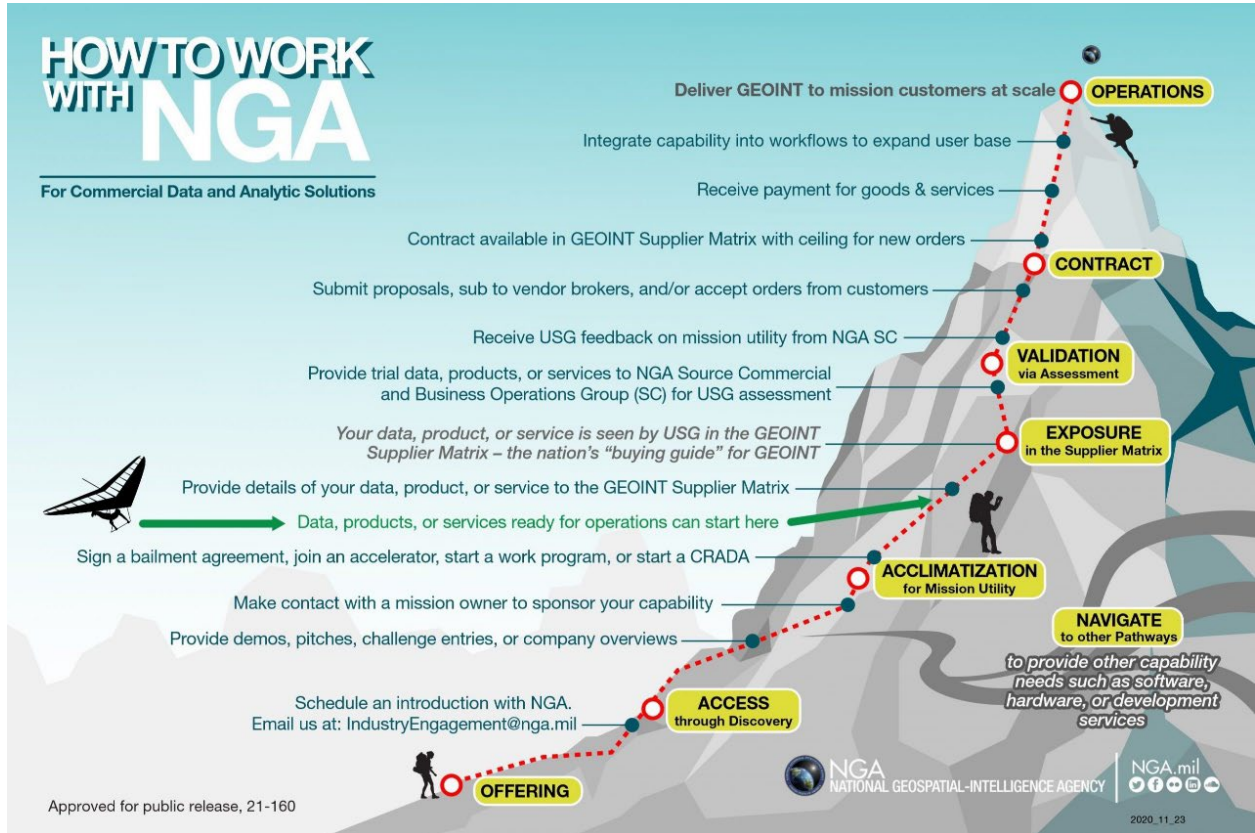 HOW TO WORK
WITH NGA
For Commercial Data and Analytic Solutions
Deliver GEOINT to mission customers at scale
OPERATIONS
Integrate capability into workflows to expand user base
Receive payment for goods & services
Contract available in GEOINT Supplier Matrix with ceiling for new orders
CONTRACT
Submit proposals, sub to vendor brokers, and/or accept orders from customers
Receive USG feedback on mission utility from NGA SC
VALIDATION
via Assessment
Provide trial data, products, or services to NGA Source Commercial
and Business Operations Group (SC) for USG assessment
Your data, product, or service is seen by USG in the GEOINT
Supplier Matrix – the nation's “buying guide” for GEOINT
EXPOSURE
in the Supplier Matrix
Provide details of your data, product, or service to the GEOINT Supplier Matrix
Data, products, or services ready for operations can start here
Sign a bailment agreement, join an accelerator, start a work program, or start a CRADA
ACCLIMATIZATION
for Mission Utility
Make contact with a mission owner to sponsor your capability
NAVIGATE
to other Pathways
to provide other capability
needs such as software,
hardware, or development
services
Provide demos, pitches, challenge entries, or company overviews
Schedule an introduction with NGA.
Email us at: IndustryEngagement@nga.mil
ACCESS
through Discovery
OFFERING
Approved for public release, 21-160
NGA
NATIONAL GEOSPATIAL-INTELLIGENCE AGENCY
NGA.mil
2020_11_23